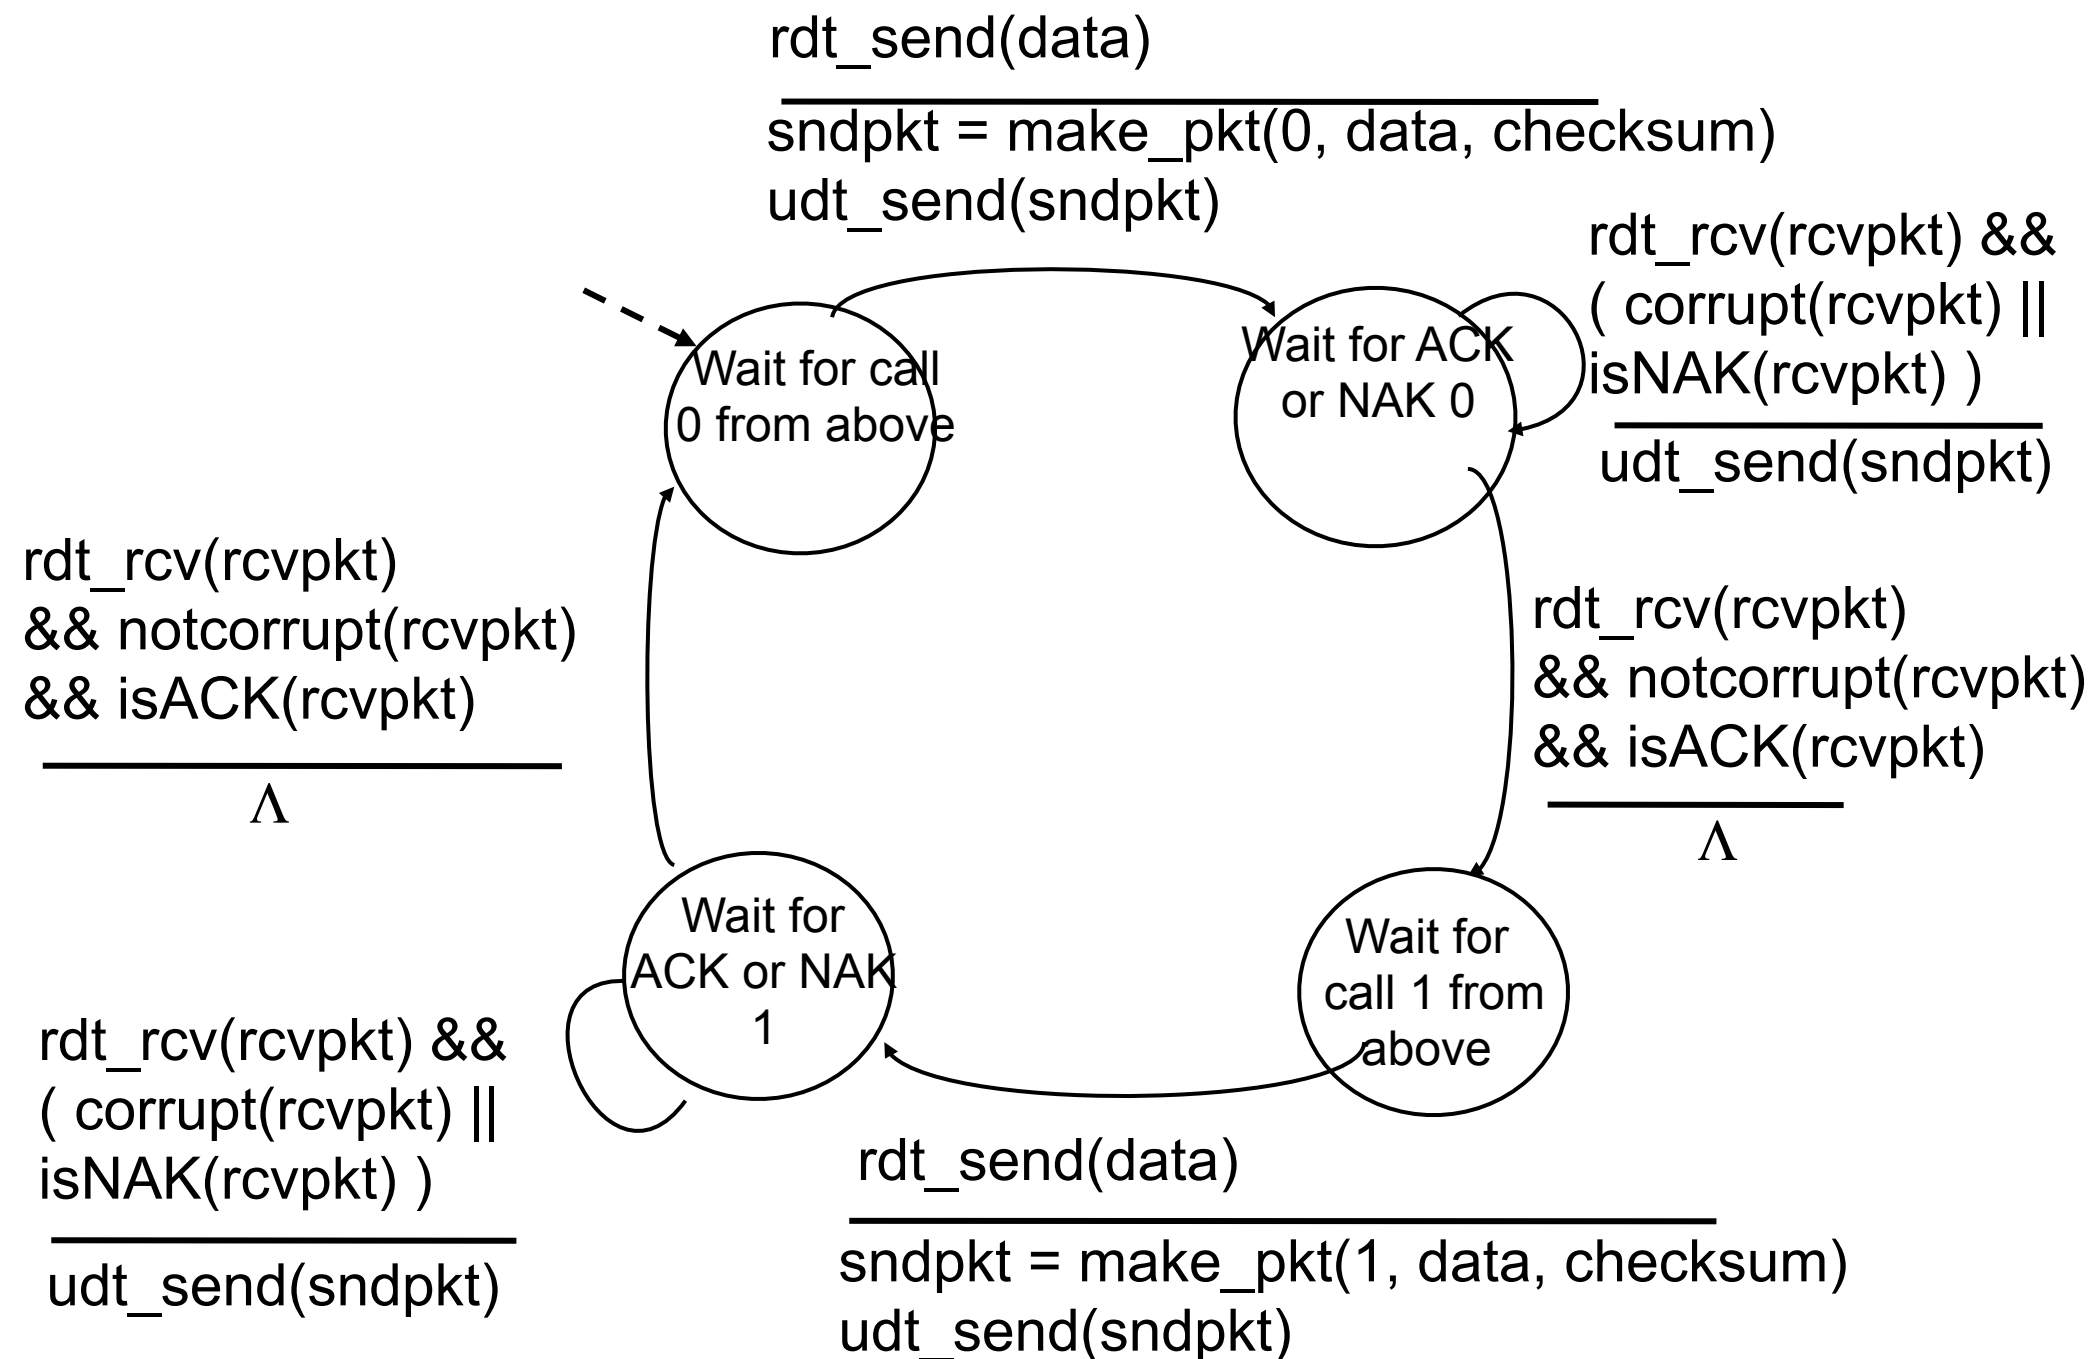 rdt_send(data)
sndpkt = make_pkt(0, data, checksum)
udt_send(sndpkt)
rdt_rcv(rcvpkt) &&
( corrupt(rcvpkt) ||
isNAK(rcvpkt) )
udt_send(sndpkt)
Wait for call
0 from above
Wait for ACK
or NAK 0
rdt_rcv(rcvpkt)
&& notcorrupt(rcvpkt)
&& isACK(rcvpkt)
Λ
rdt_rcv(rcvpkt)
&& notcorrupt(rcvpkt)
&& isACK(rcvpkt)
Λ
Wait for
ACK or NAK
1
Wait for
call 1 from
above
rdt_rcv(rcvpkt) &&
( corrupt(rcvpkt) ||
isNAK(rcvpkt) )
udt_send(sndpkt)
rdt_send(data)
sndpkt = make_pkt(1, data, checksum)
udt_send(sndpkt)